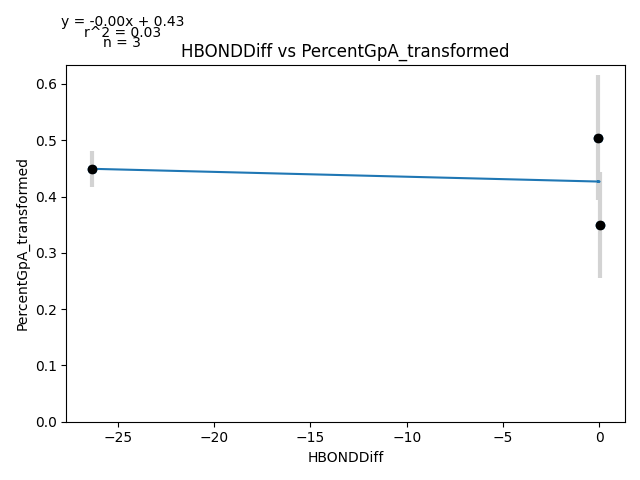 y = -0.00x + 0.43
r^2 = 0.03
n = 3
HBONDDiff vs PercentGpA_transformed
PercentGpA_transformed
0.6
0.5
0.4
0.3
0.2
0.1
0.0
−25
−20
−15
−10
−5
0
HBONDDiff